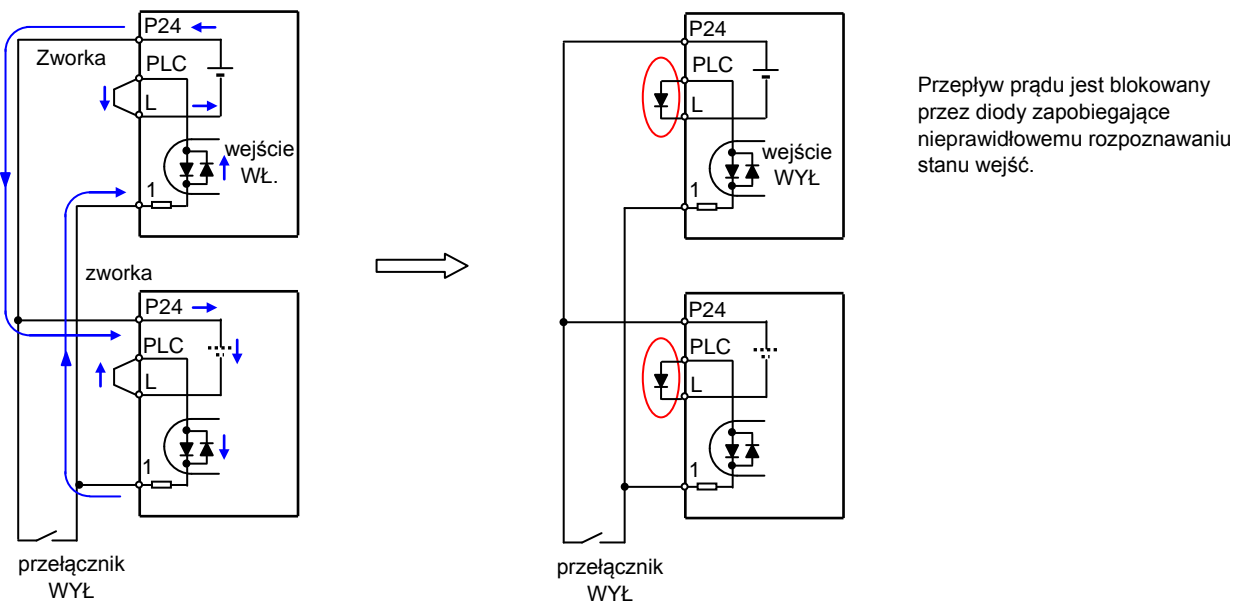 P24
Zworka
PLC
L
wejście
WŁ.
1
zworka
P24
PLC
L
1
przełącznik
WYŁ
P24
PLC
L
wejście
WYŁ
1
P24
PLC
L
1
przełącznik
WYŁ
Przepływ prądu jest blokowany
przez diody zapobiegające
nieprawidłowemu rozpoznawaniu
stanu wejść.